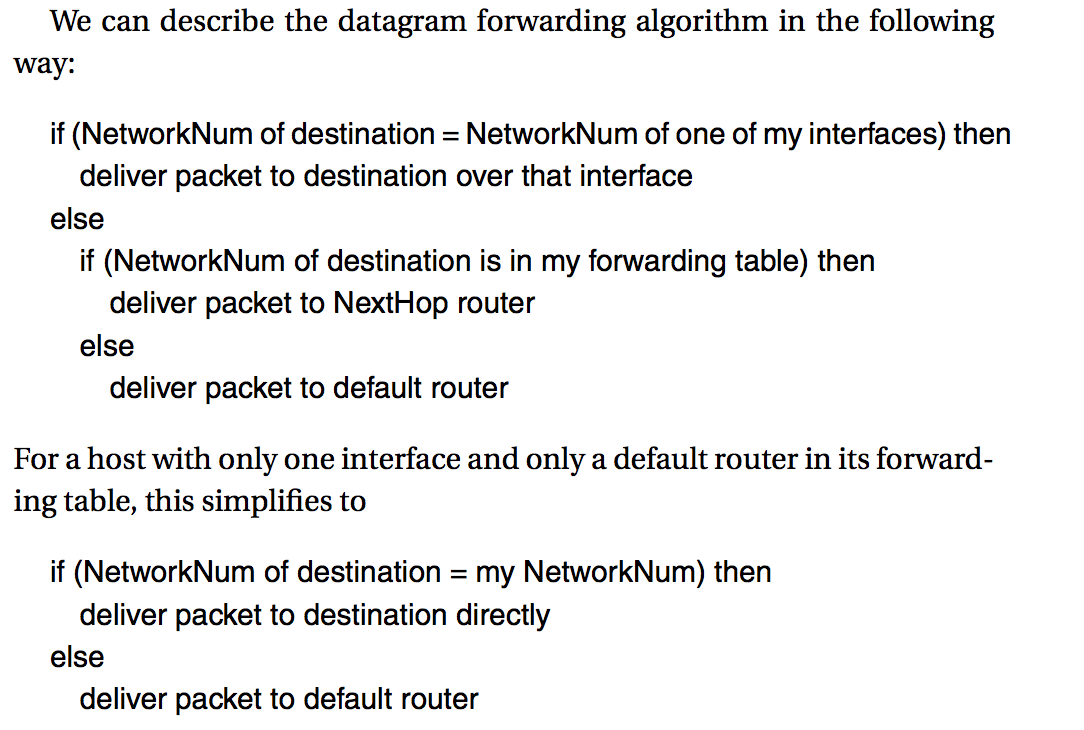 We can describe the datagram forwarding algorithm in the following
way:
if (NetworkNum of destination = NetworkNum of one of my interfaces) then
deliver packet to destination over that interface
else
if (NetworkNum of destination is in my forwarding table) then
deliver packet to NextHop router
else
deliver packet to default router
For a host with only one interface and only a default router in its forward-
ing table, this simplifies to
if (NetworkNum of destination = my NetworkNum) then
deliver packet to destination directly
else
deliver packet to default router